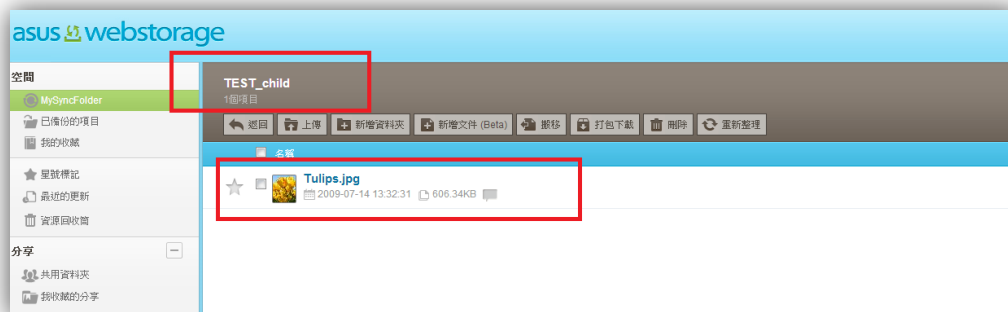 asus webstorage
空間
MySyncFolder
已備份的項目
我的收藏
星號標記
最近的更新
資源回收筒
分享
共用資料夾
我收藏的分享
TEST_child
1個項目
返回 上傳 新增資料夾 新增文件 (Beta) 搬移 打包下載 刪除 重新整理
名稱
Tulips.jpg
2009-07-14 13:32:31 606.34KB